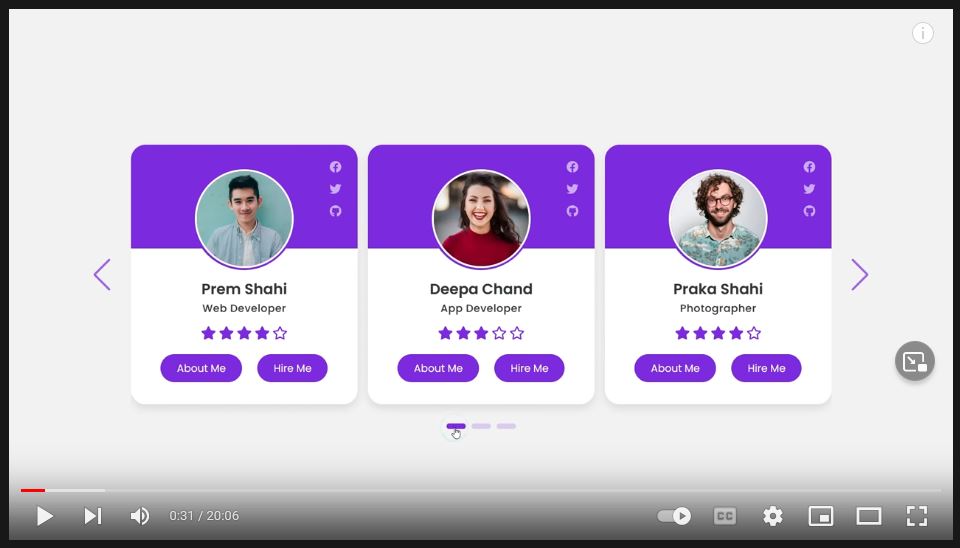 Prem Shahi
Web Developer
About Me
Hire Me
Deepa Chand
App Developer
About Me
Hire Me
Praka Shahi
Photographer
About Me
Hire Me
0:31 / 20:06
CC